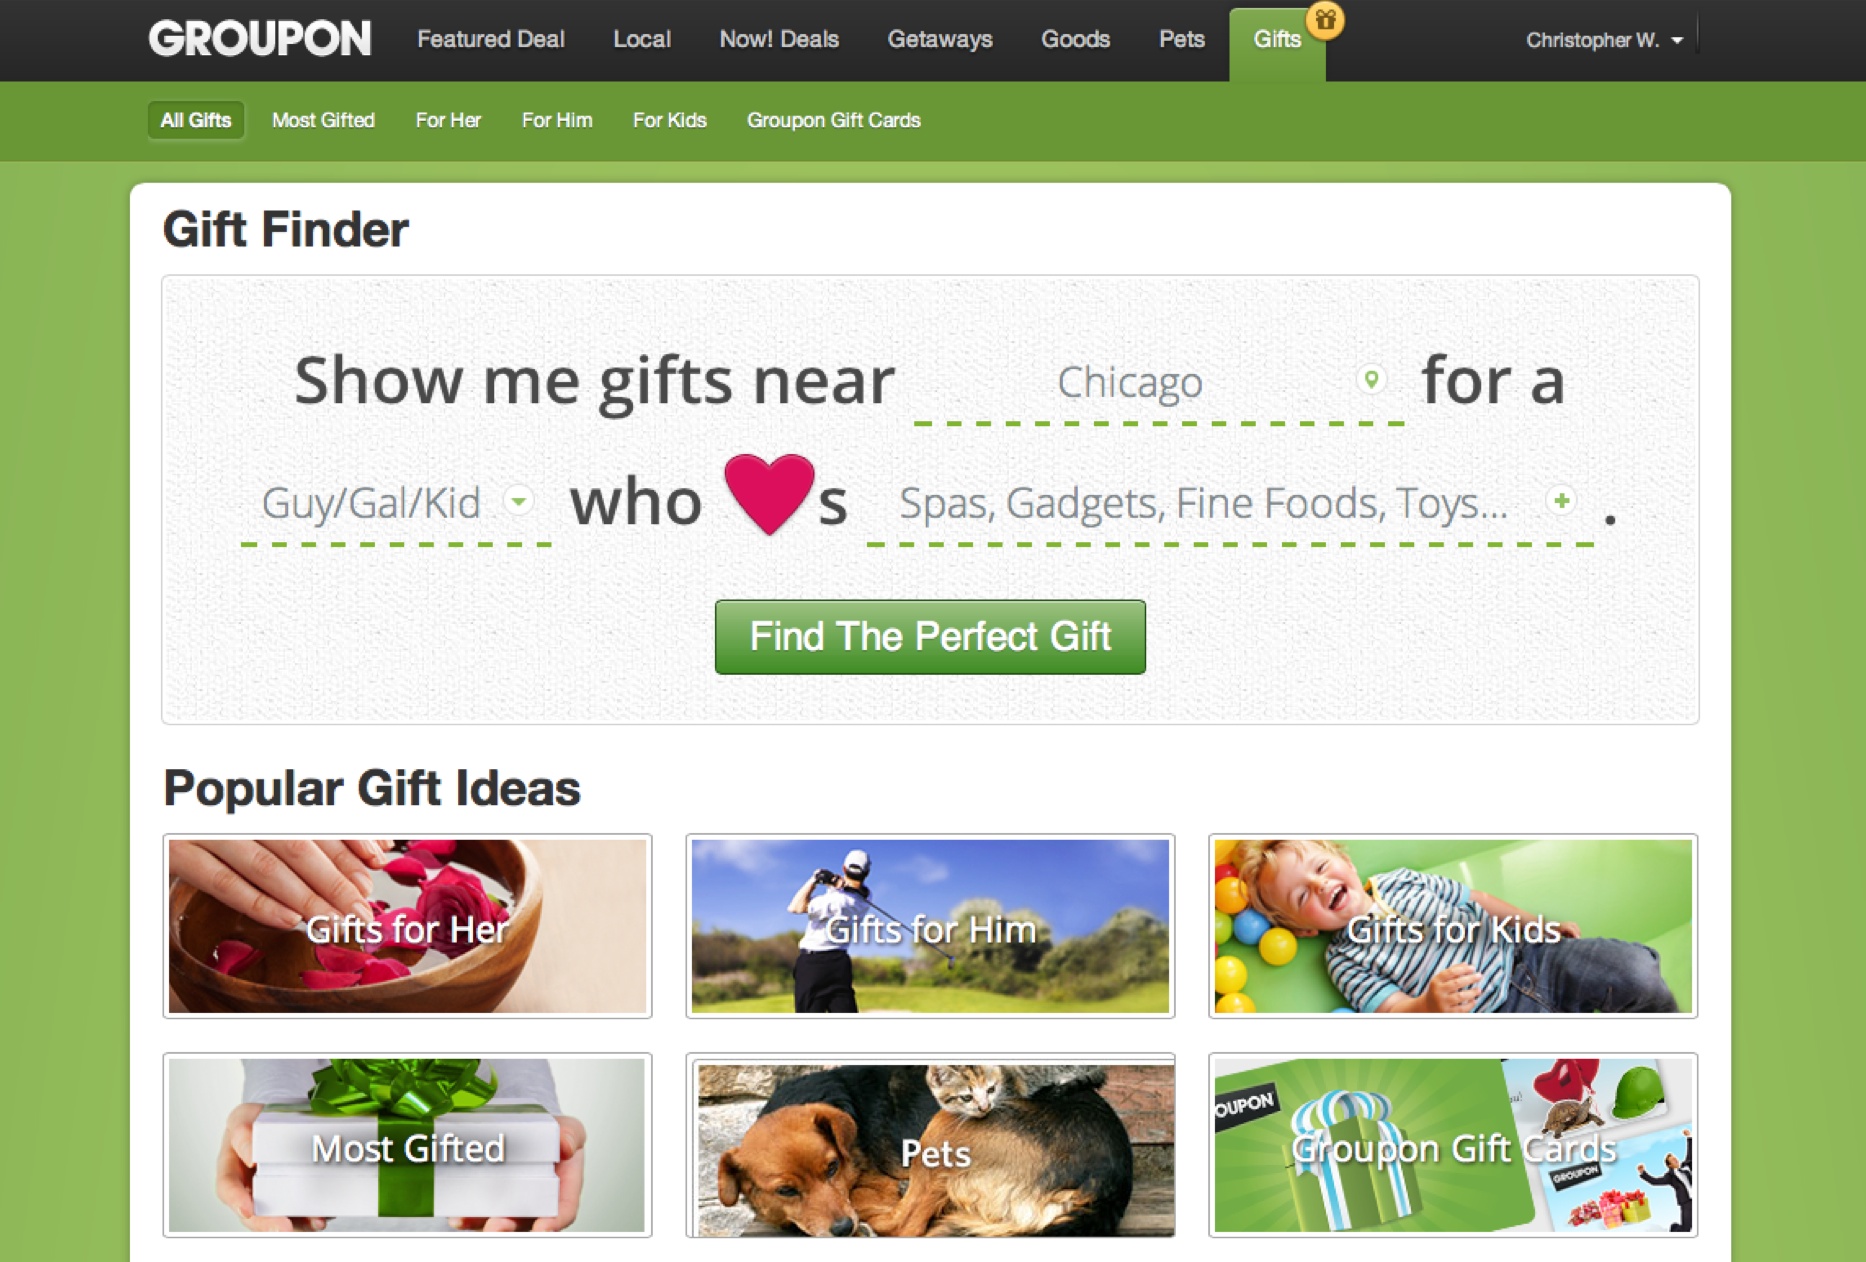 GROUPON Featured Deal Local Now! Deals Getaways Goods Pets Gifts Christopher W.
All Gifts Most Gifted For Her For Him For Kids Groupon Gift Cards
Gift Finder
Show me gifts near Chicago for a
Guy/Gal/Kid who ♥s Spas, Gadgets, Fine Foods, Toys... .
Find The Perfect Gift
Popular Gift Ideas
Gifts for Her
Gifts for Him
Gifts for Kids
Most Gifted
Pets
OUPON
Groupon Gift Cards
GROUPON